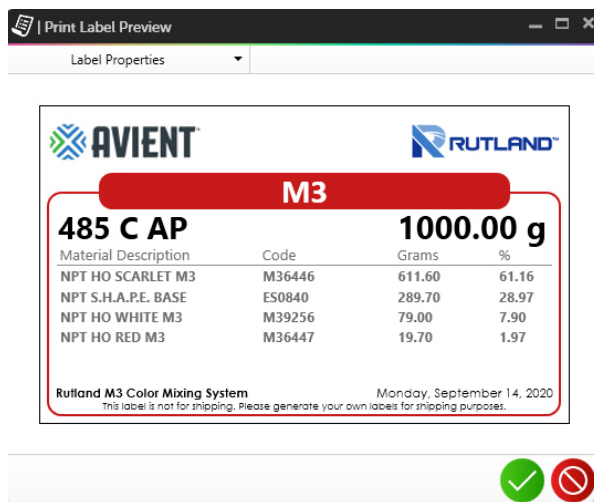 | Print Label Preview
Label Properties
AVIENT™ RUTLAND™
M3
485 C AP 1000.00 g
Material Description Code Grams %
NPT HO SCARLET M3 M36446 611.60 61.16
NPT S.H.A.P.E. BASE ES0840 289.70 28.97
NPT HO WHITE M3 M39256 79.00 7.90
NPT HO RED M3 M36447 19.70 1.97
Rutland M3 Color Mixing System Monday, September 14, 2020
This label is not for shipping. Please generate your own labels for shipping purposes.